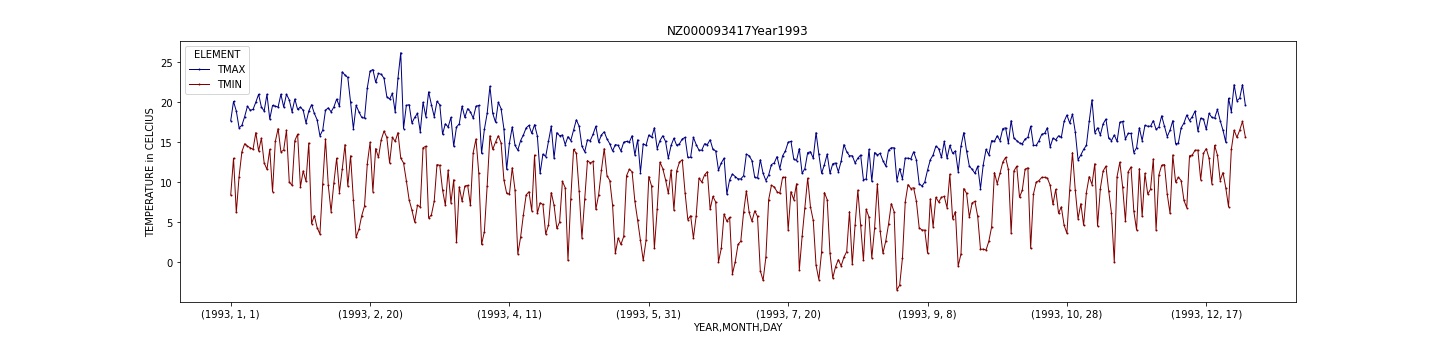 NZ000093417Year1993
ELEMENT
TMAX
TMIN
TEMPERATURE in CELCIUS
25
20
15
10
5
0
(1993, 1, 1) (1993, 2, 20) (1993, 4, 11) (1993, 5, 31) (1993, 7, 20) (1993, 9, 8) (1993, 10, 28) (1993, 12, 17)
YEAR,MONTH,DAY